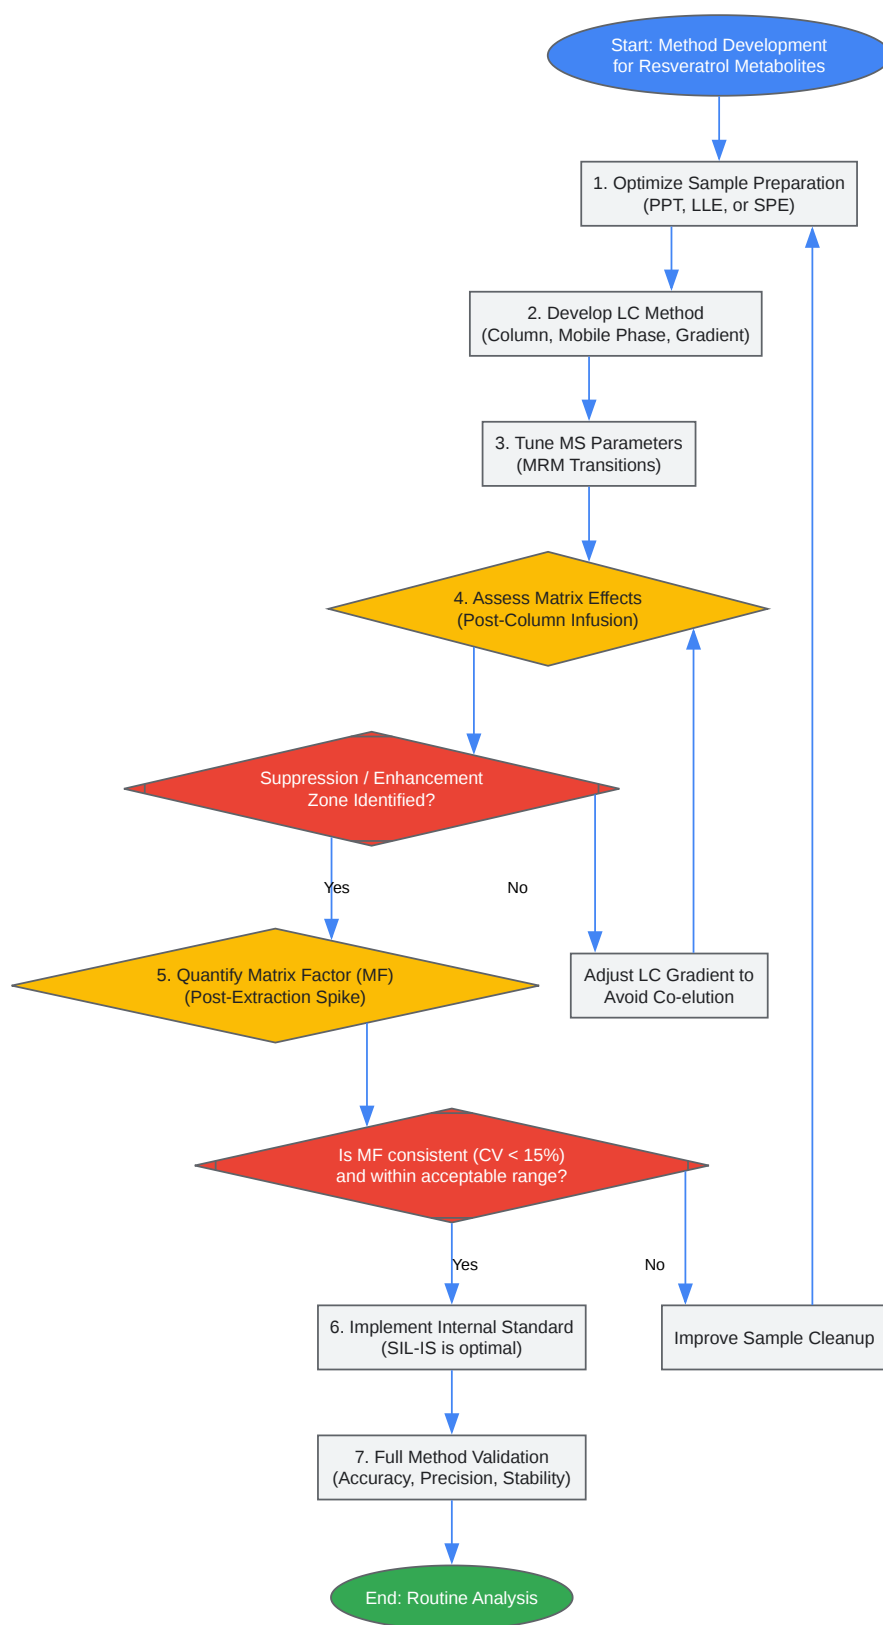 Start: Method Development
for Resveratrol Metabolites
1. Optimize Sample Preparation
(PPT, LLE, or SPE)
2. Develop LC Method
(Column, Mobile Phase, Gradient)
3. Tune MS Parameters
(MRM Transitions)
4. Assess Matrix Effects
(Post-Column Infusion)
Suppression / Enhancement
Zone Identified?
Yes
No
5. Quantify Matrix Factor (MF)
(Post-Extraction Spike)
Adjust LC Gradient to
Avoid Co-elution
Is MF consistent (CV < 15%)
and within acceptable range?
Yes
No
6. Implement Internal Standard
(SIL-IS is optimal)
Improve Sample Cleanup
7. Full Method Validation
(Accuracy, Precision, Stability)
End: Routine Analysis